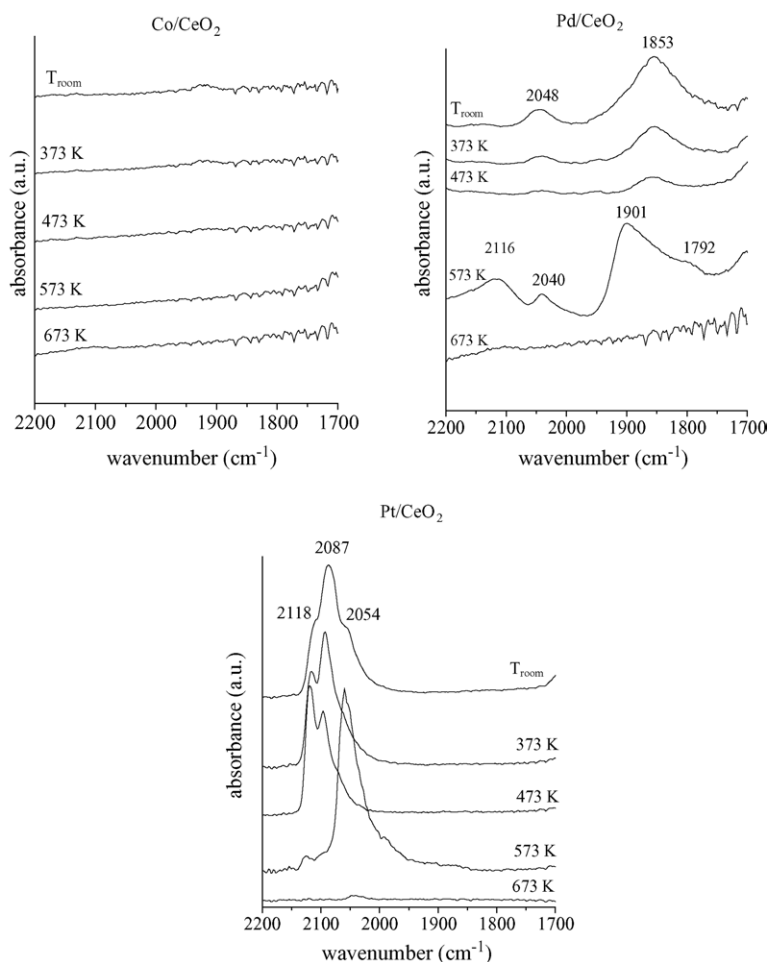 Co/CeO2
T room
373 K
473 K
573 K
673 K
absorbance (a.u.)
2200 2100 2000 1900 1800 1700
wavenumber (cm-1)
Pd/CeO2
1853
2048
T room
373 K
473 K
1901
2116
1792
573 K
2040
673 K
absorbance (a.u.)
2200 2100 2000 1900 1800 1700
wavenumber (cm-1)
Pt/CeO2
2087
2118
2054
T room
373 K
473 K
573 K
673 K
absorbance (a.u.)
2200 2100 2000 1900 1800 1700
wavenumber (cm-1)